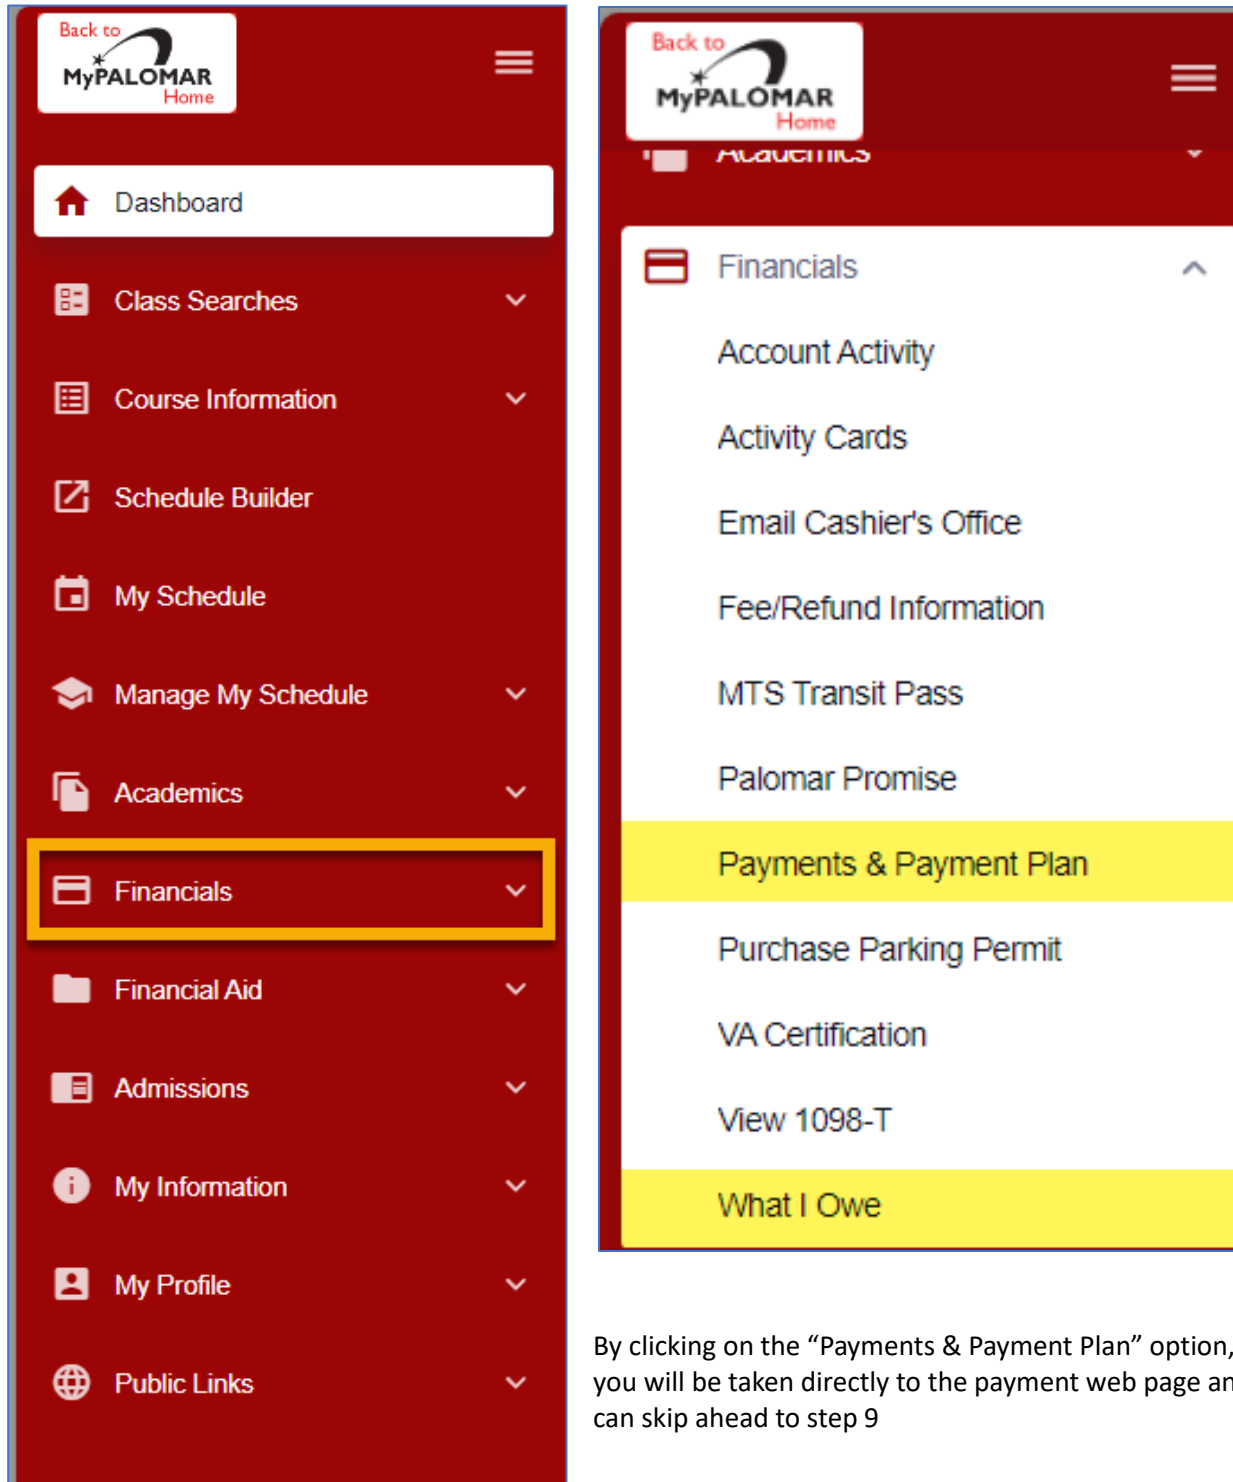 Back to
MyPALOMAR
Home
Dashboard
Class Searches
Course Information
Schedule Builder
My Schedule
Manage My Schedule
Academics
Financials
Financial Aid
Admissions
My Information
My Profile
Public Links
Back to
MyPALOMAR
Home
Academics
Financials
Account Activity
Activity Cards
Email Cashier's Office
Fee/Refund Information
MTS Transit Pass
Palomar Promise
Payments & Payment Plan
Purchase Parking Permit
VA Certification
View 1098-T
What I Owe
By clicking on the “Payments & Payment Plan” option,
you will be taken directly to the payment web page an
can skip ahead to step 9